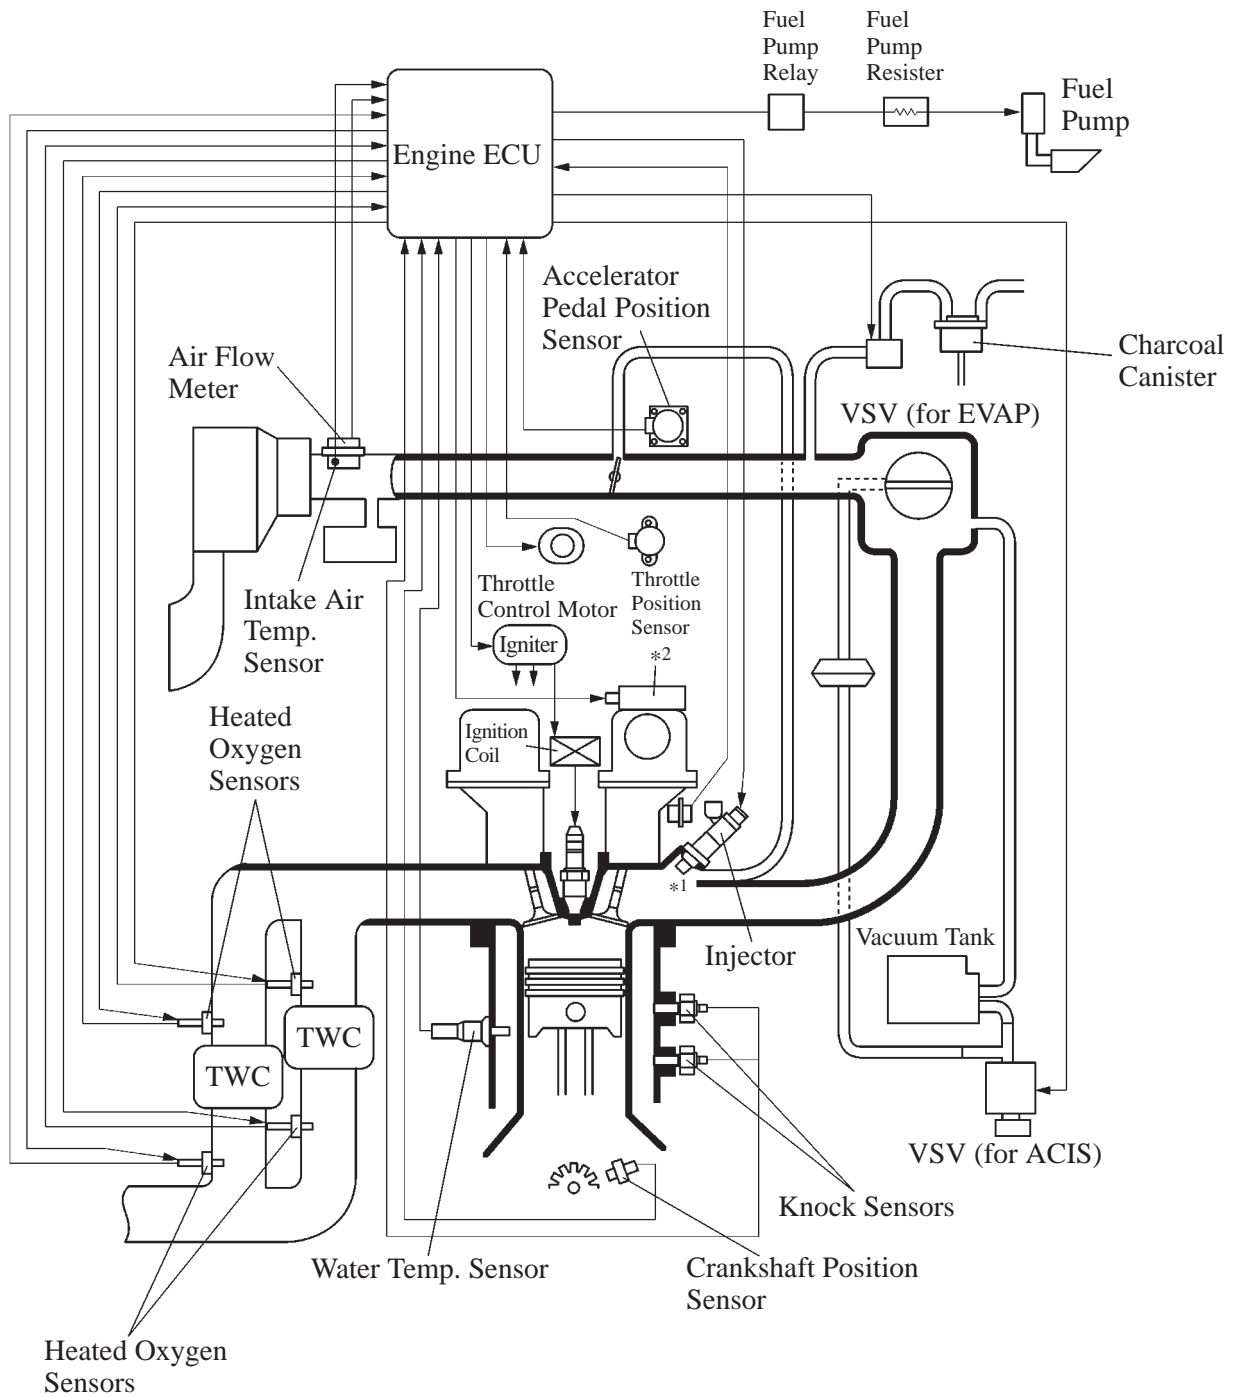 Fuel
Pump
Relay
Fuel
Pump
Resister
Fuel
Pump
Engine ECU
Accelerator
Pedal Position
Sensor
Air Flow
Meter
Charcoal
Canister
VSV (for EVAP)
Intake Air
Temp.
Sensor
Throttle
Control Motor
Throttle
Position
Sensor
Igniter
*2
Heated
Oxygen
Sensors
Ignition
Coil
*1
Injector
Vacuum Tank
TWC
TWC
VSV (for ACIS)
Knock Sensors
Water Temp. Sensor
Crankshaft Position
Sensor
Heated Oxygen
Sensors